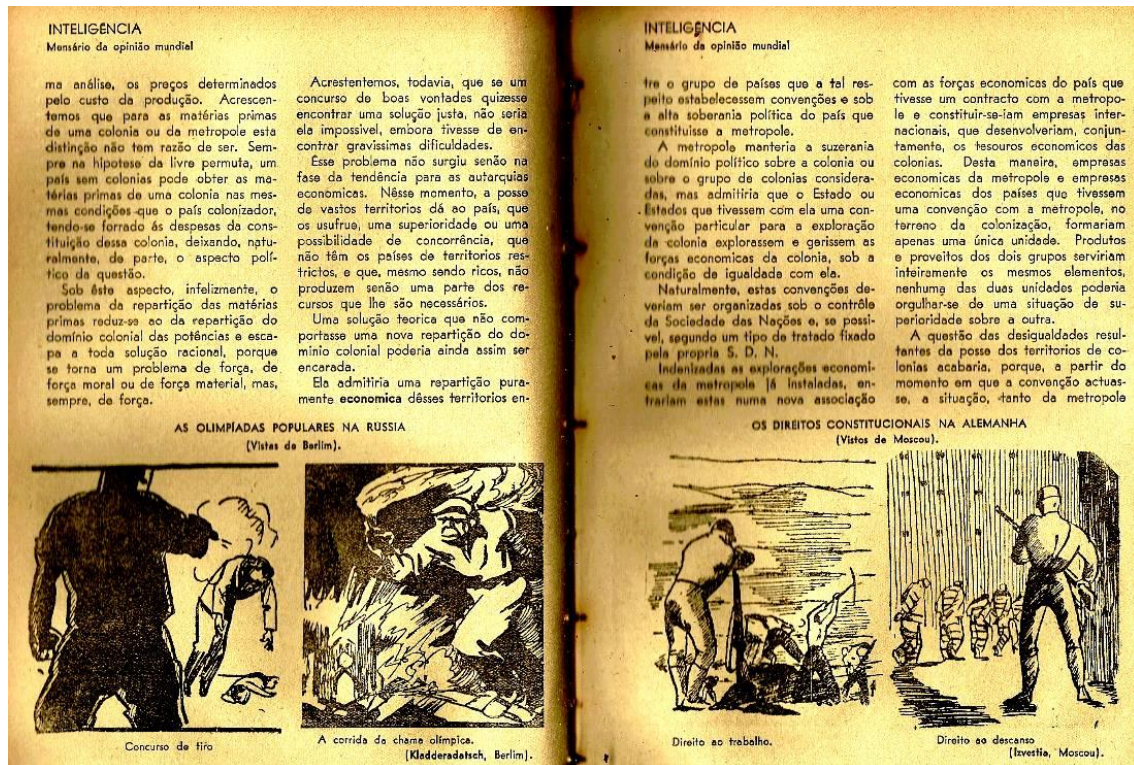 INTELIGÊNCIA
Mensário da opinião mundial
ma análise, os preços determinados
pelo custo da produção. Acrescen-
temos que para as matérias primas
de uma colonia ou da metropole esta
distinção não tem razão de ser. Sem-
pre na hipotese da livre permuta, um
país sem colonias pode obter as ma-
térias primas de uma colonia nas mes-
mas condições que o país colonizador,
tendo-se forrado ás despesas da cons-
tituição dessa colonia, deixando, natu-
ralmente, de parte, o aspecto polí-
tico da questão.
Sob êste aspecto, infelizmente, o
problema da repartição das matérias
primas reduz-se ao da repartição do
domínio colonial das potências e esca-
pa a toda solução racional, porque
se torna um problema de força, de
força moral ou de força material, mas,
sempre, de força.
Acrestentemos, todavia, que se um
concurso de boas vontades quizesse
encontrar uma solução justa, não seria
ela impossivel, embora tivesse de en-
contrar gravissimas dificuldades.
Êsse problema não surgiu senão na
fase da tendência para as autarquias
economicas. Nêsse momento, a posse
de vastos territorios dá ao país, que
os usufrue, uma superioridade ou uma
possibilidade de concorrência, que
não têm os países de territorios res-
trictos, e que, mesmo sendo ricos, não
produzem senão uma parte dos re-
cursos que lhe são necessários.
Uma solução teorica que não com-
portasse uma nova repartição do do-
minio colonial poderia ainda assim ser
encarada.
Ela admitiria uma repartição pura-
mente economica dêsses territorios en-
AS OLIMPÍADAS POPULARES NA RUSSIA
(Vistas de Berlim).
Concurso de tiro
A corrida da chama olímpica.
(Kladderadatsch, Berlim).
INTELIGÊNCIA
Mensário da opinião mundial
tre o grupo de países que a tal res-
peito estabelecessem convenções e sob
a alta soberania política do país que
constituisse a metropole.
A metropole manteria a suzerania
do domínio político sobre a colonia ou
sobre o grupo de colonias considera-
das, mas admitiria que o Estado ou
Estados que tivessem com ela uma con-
venção particular para a exploração
da colonia explorassem e gerissem as
forças economicas da colonia, sob a
condição de igualdade com ela.
Naturalmente, estas convenções de-
veriam ser organizadas sob o contrôle
da Sociedade das Nações e, se possi-
vel, segundo um tipo de tratado fixado
pela propria S. D. N.
Indenizadas as explorações economi-
cas da metropole já instaladas, en-
trariam estas numa nova associação
com as forças economicas do país que
tivesse um contracto com a metropo-
le e constituir-se-iam empresas inter-
nacionais, que desenvolveriam, conjun-
tamente, os tesouros economicos das
colonias. Desta maneira, empresas
economicas da metropole e empresas
economicas dos países que tivessem
uma convenção com a metropole, no
terreno da colonização, formariam
apenas uma única unidade. Produtos
e proveitos dos dois grupos serviriam
inteiramente os mesmos elementos,
nenhuma das duas unidades poderia
orgulhar-se de uma situação de su-
perioridade sobre a outra.
A questão das desigualdades resul-
tantes da posse dos territorios de co-
lonias acabaria, porque, a partir do
momento em que a convenção actuas-
se, a situação, tanto da metropole
OS DIREITOS CONSTITUCIONAIS NA ALEMANHA
(Vistos de Moscou).
Direito ao trabalho.
Direito ao descanso
(Izvestia, Moscou).